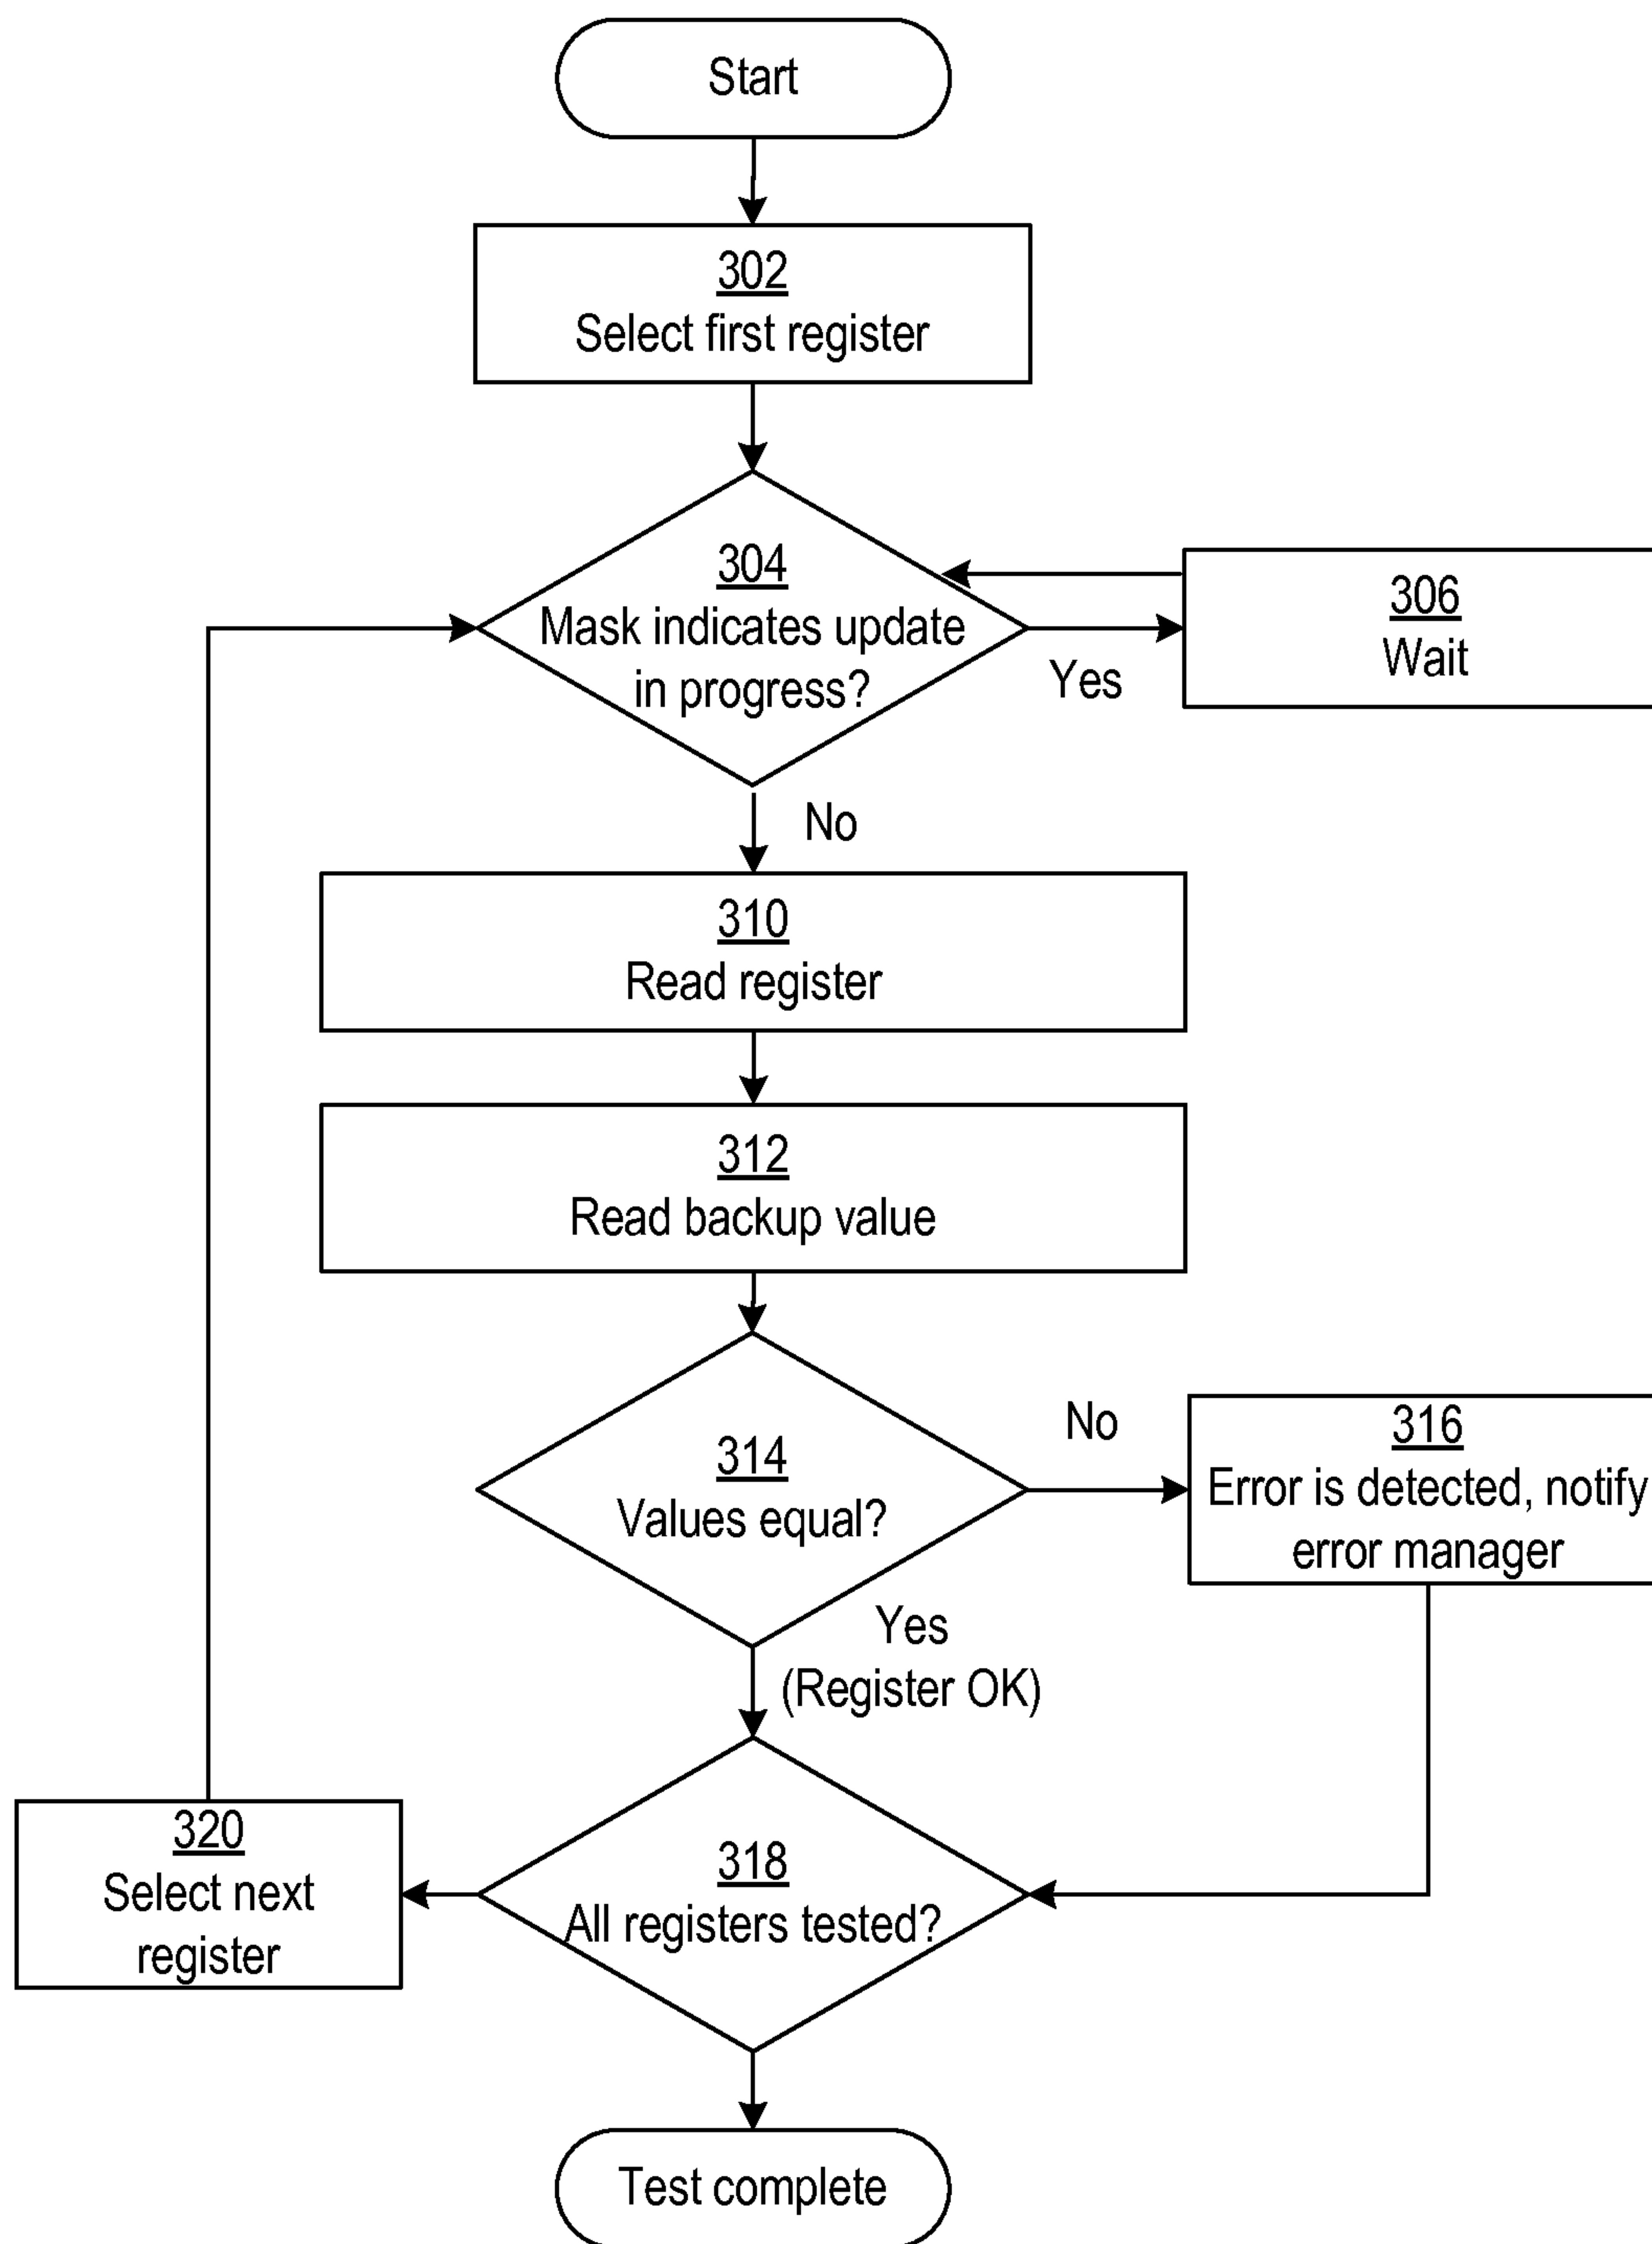 Start
302
Select first register
304
Mask indicates update
in progress?
306
Wait
Yes
No
310
Read register
312
Read backup value
314
Values equal?
No
316
Error is detected, notify
error manager
Yes
(Register OK)
318
All registers tested?
320
Select next
register
Test complete